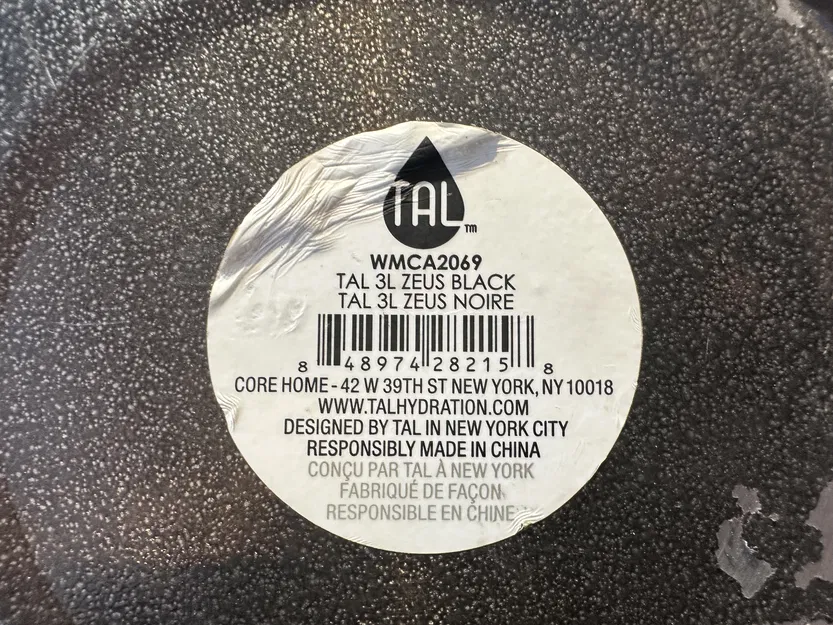 TAL™
WMCA2069
TAL 3L ZEUS BLACK
TAL 3L ZEUS NOIRE
8 48974 28215 8
CORE HOME - 42 W 39TH ST NEW YORK, NY 10018
WWW.TALHYDRATION.COM
DESIGNED BY TAL IN NEW YORK CITY
RESPONSIBLY MADE IN CHINA
CONÇU PAR TAL À NEW YORK
FABRIQUÉ DE FAÇON
RESPONSIBLE EN CHINE